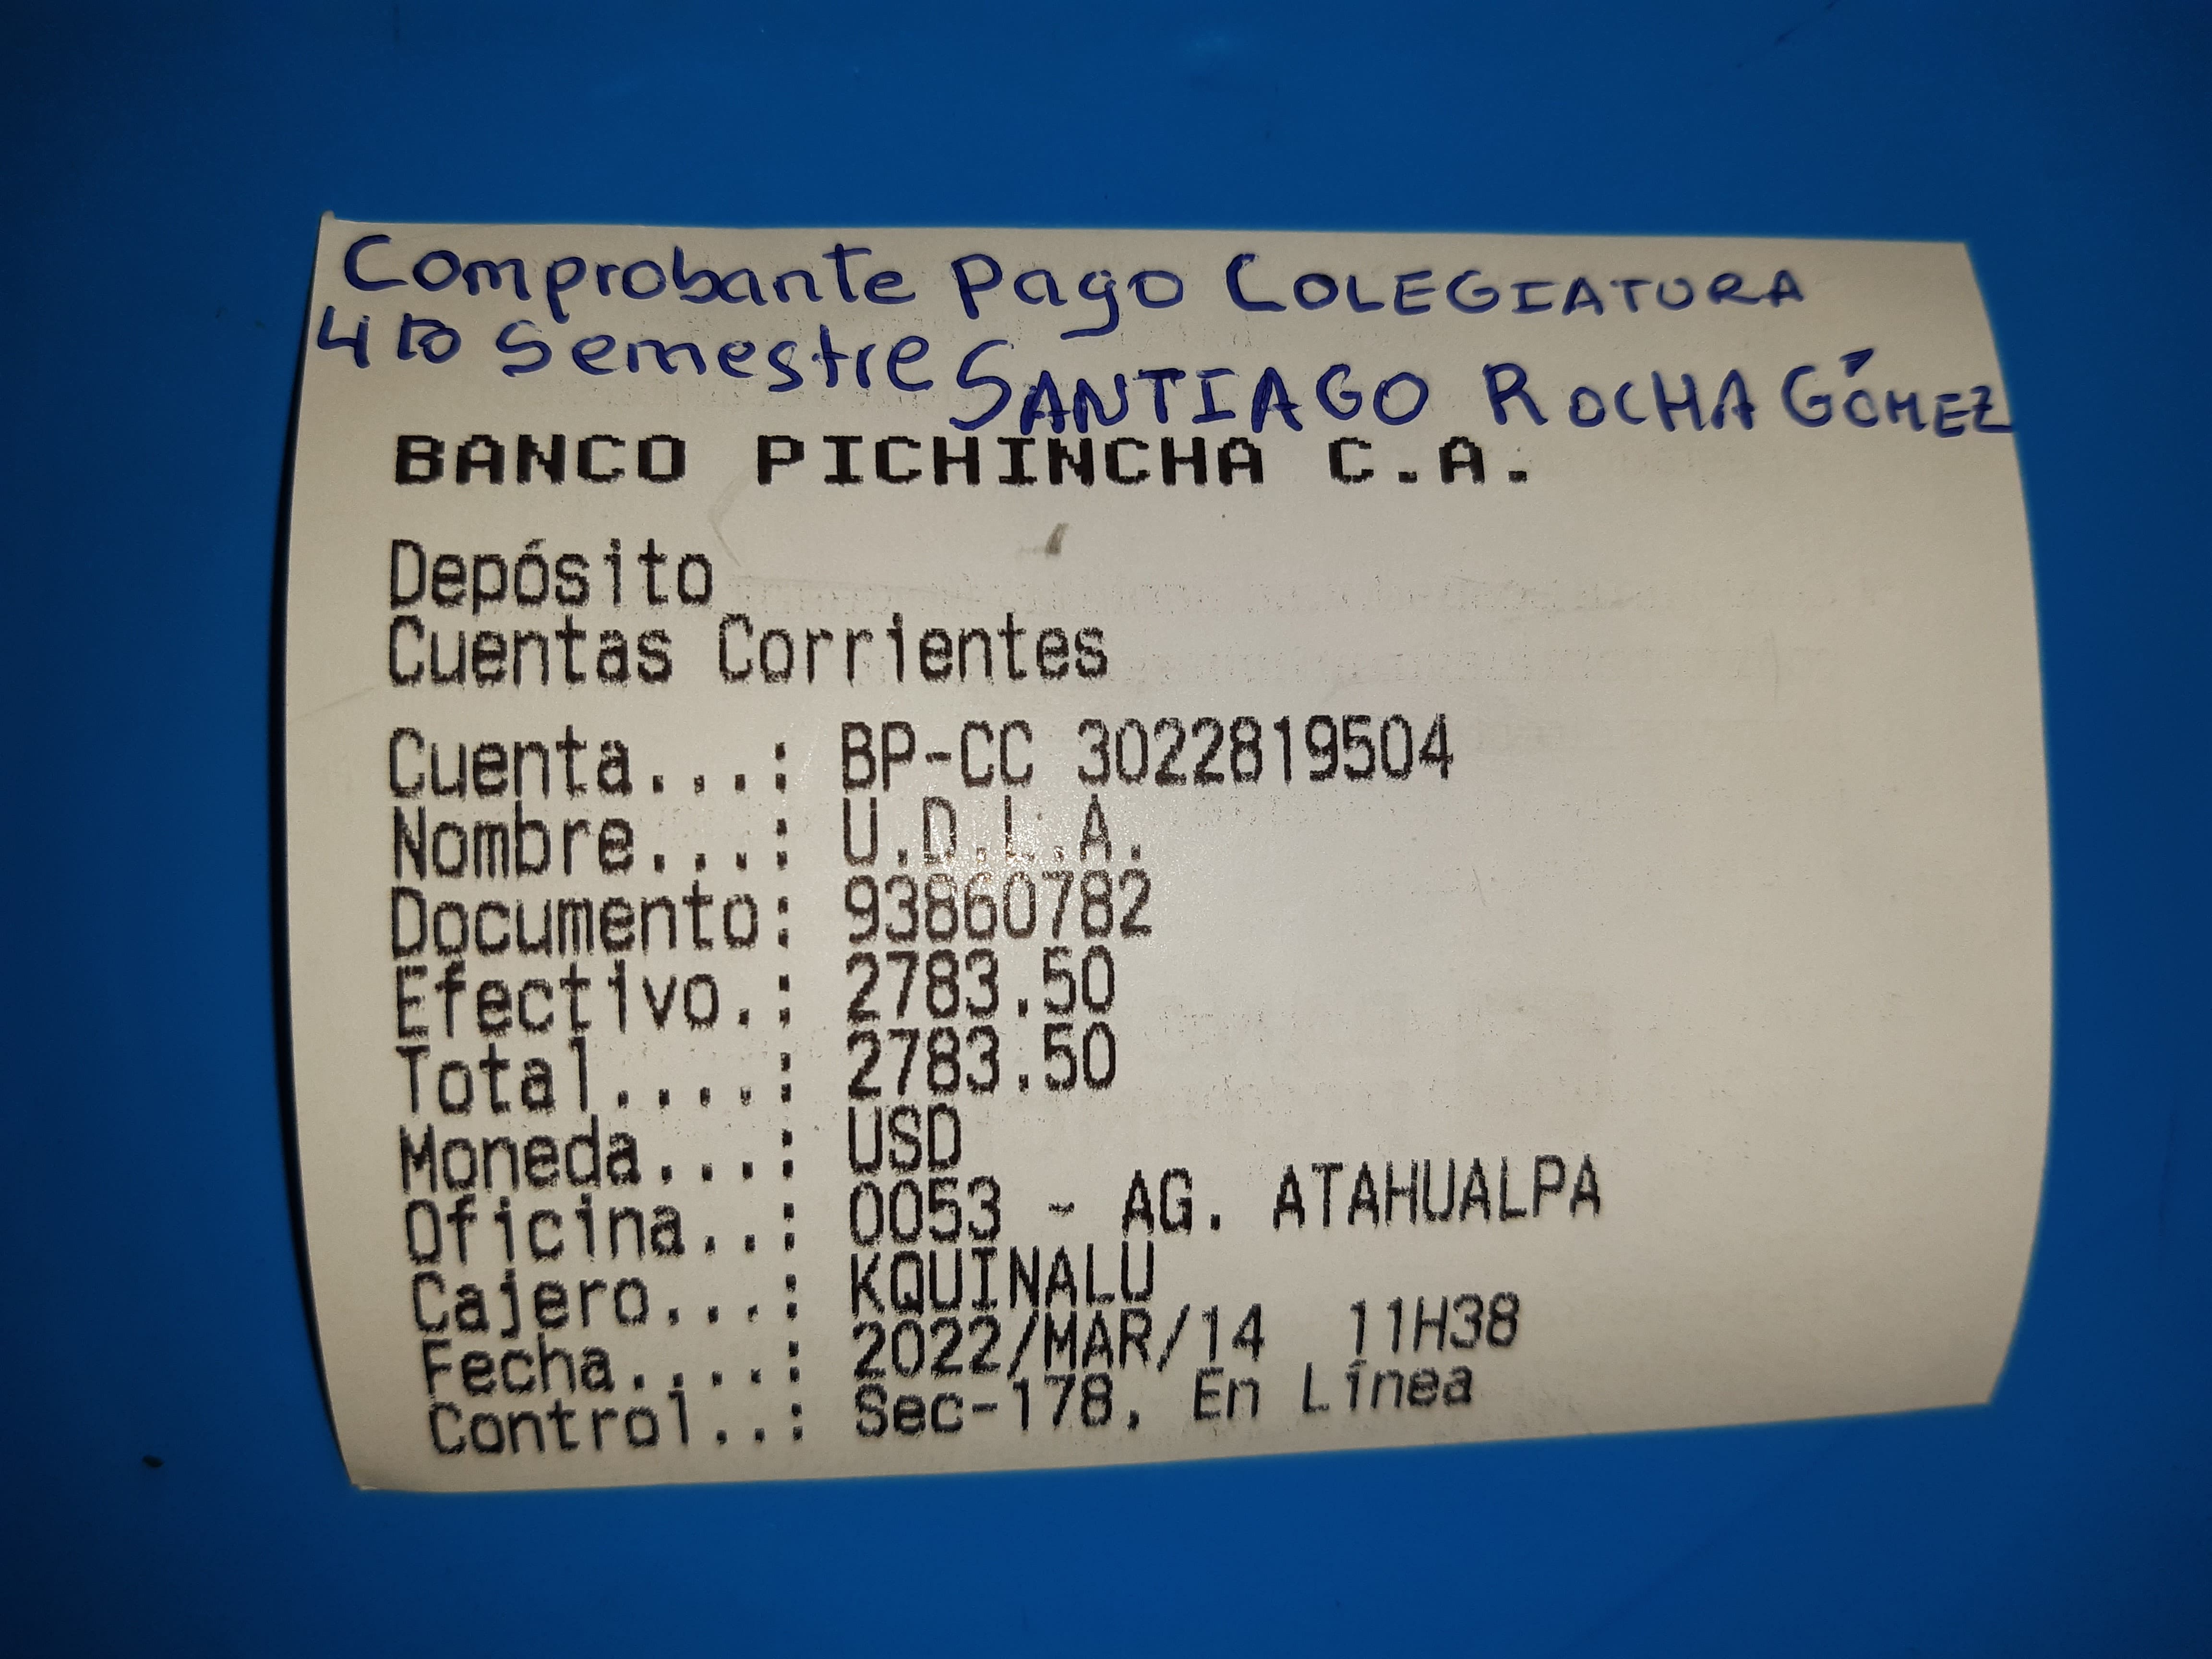 Comprobante Pago COLEGIATURA
4to Semestre SANTIAGO ROCHA GÓMEZ
BANCO PICHINCHA C.A.
Depósito
Cuentas Corrientes
Cuenta...: BP-CC 3022819504
Nombre...: U.D.L.A.
Documento: 93860782
Efectivo.: 2783.50
Total....: 2783.50
Moneda...: USD
Oficina..: 0053 - AG. ATAHUALPA
Cajero...: KQUINALU
Fecha....: 2022/MAR/14 11H38
Control..: Sec-178, En Línea